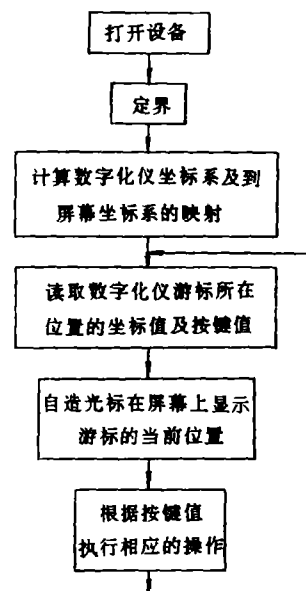 打开设备
定界
计算数字化仪坐标系及到
屏幕坐标系的映射
读取数字化仪游标所在
位置的坐标值及按键值
自造光标在屏幕上显示
游标的当前位置
根据按键值
执行相应的操作